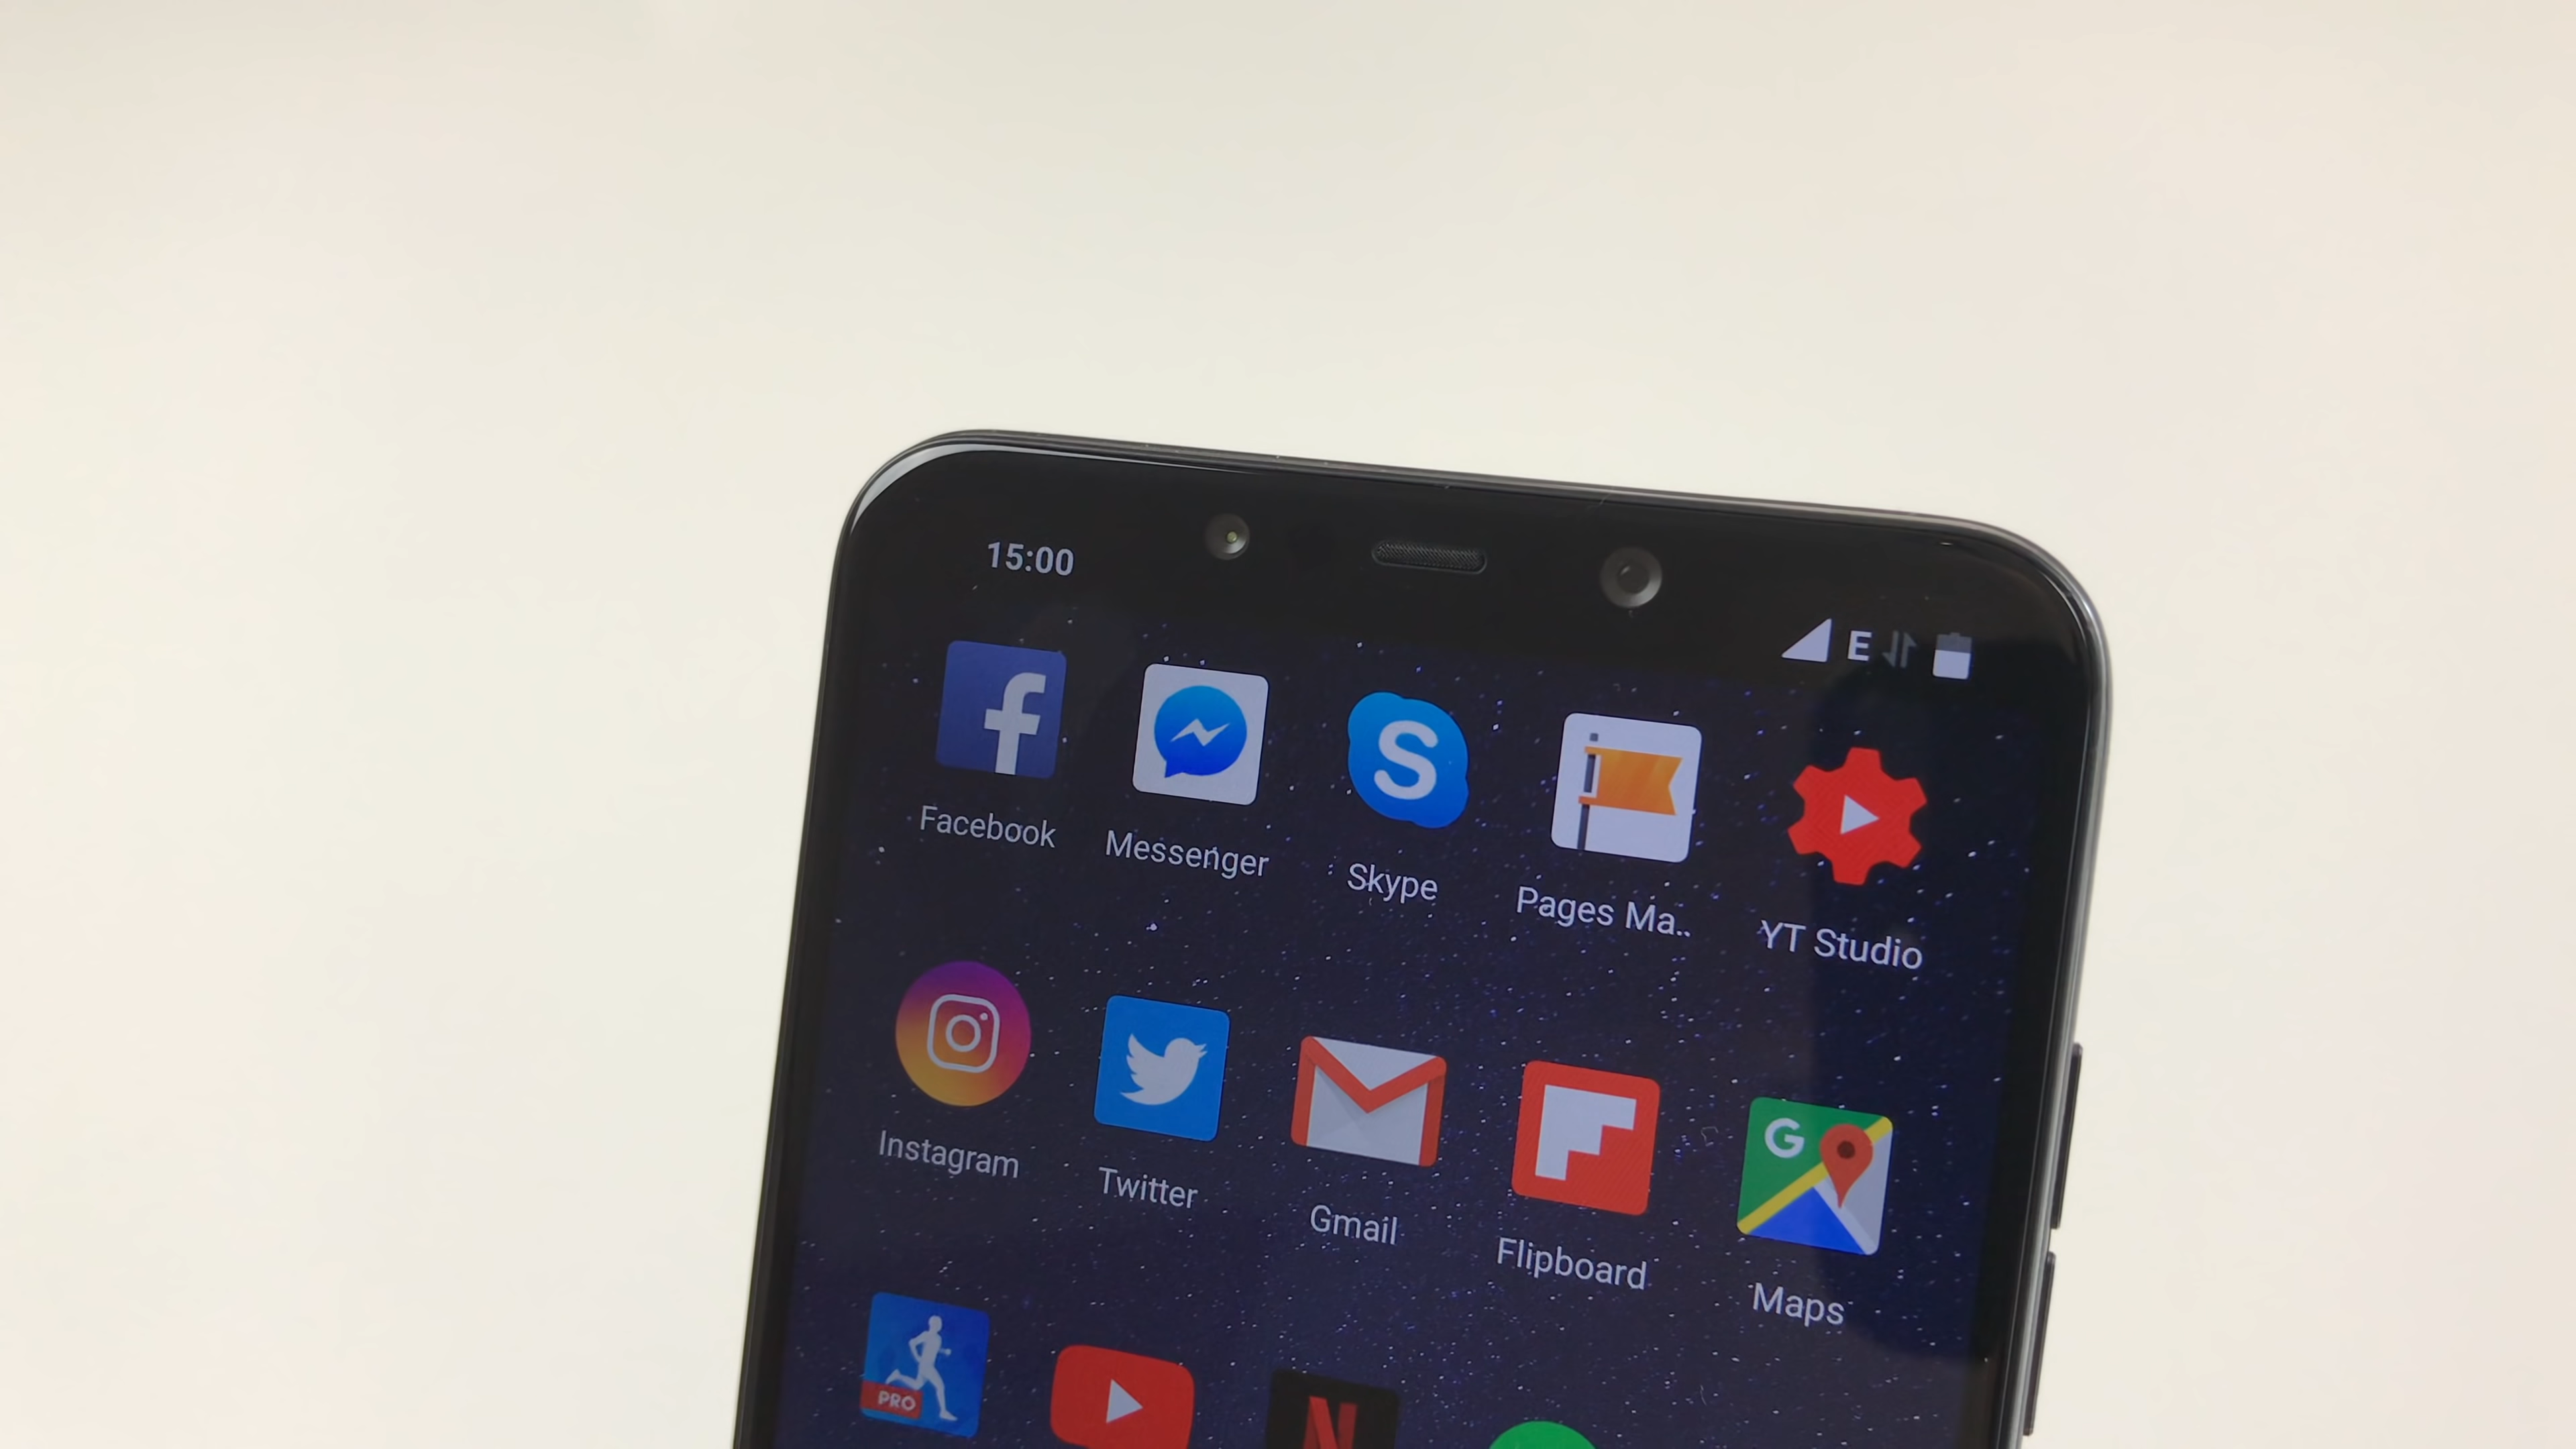 15:00
E
Facebook
Messenger
Skype
Pages Ma..
YT Studio
Instagram
Twitter
Gmail
Flipboard
G
Maps
PRO
N